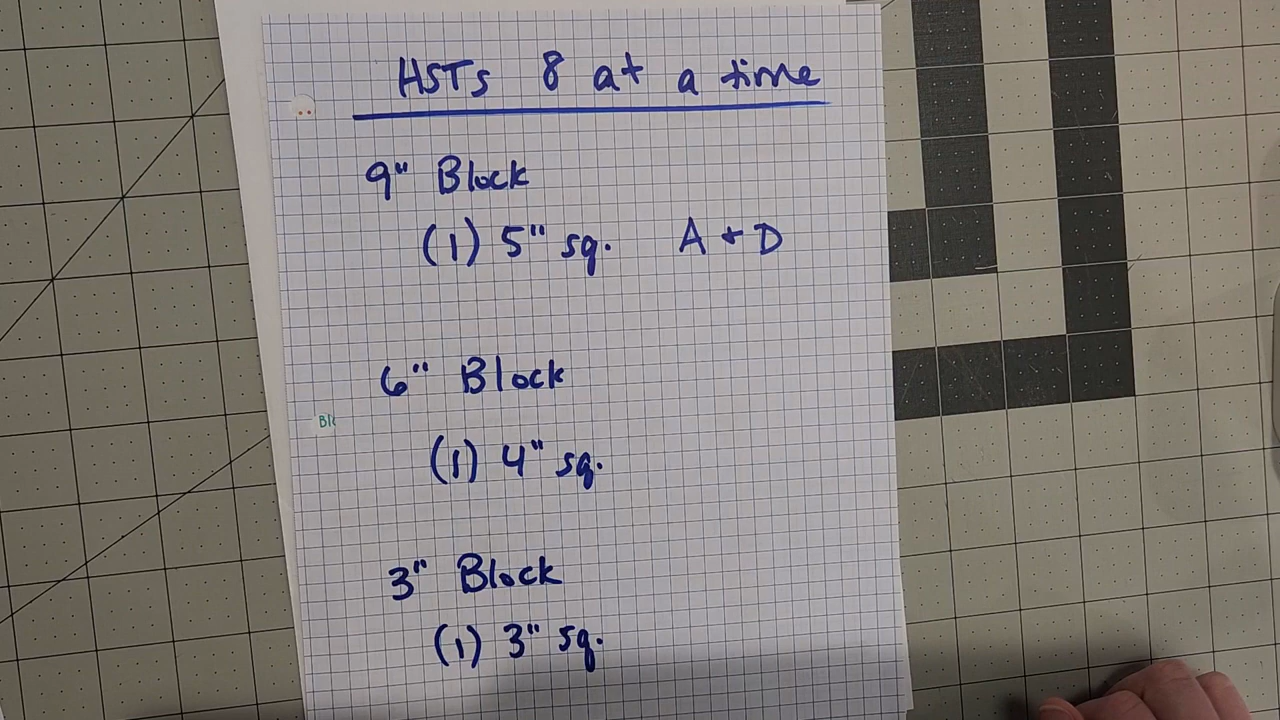 HSTs 8 at a time
9" Block
(1) 5" sq. A + D
6" Block
Blo
(1) 4" sq.
3" Block
(1) 3" sq.